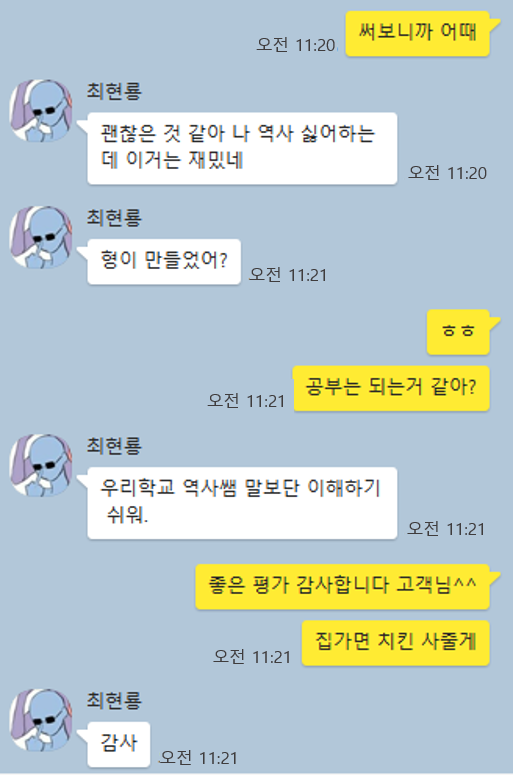 써보니까 어때
오전 11:20
최현룡
괜찮은 것 같아 나 역사 싫어하는
데 이거는 재밌네
오전 11:20
최현룡
형이 만들었어?
오전 11:21
ㅎㅎ
공부는 되는거 같아?
오전 11:21
최현룡
우리학교 역사쌤 말보단 이해하기
쉬워.
오전 11:21
좋은 평가 감사합니다 고객님^^
집가면 치킨 사줄게
오전 11:21
최현룡
감사
오전 11:21